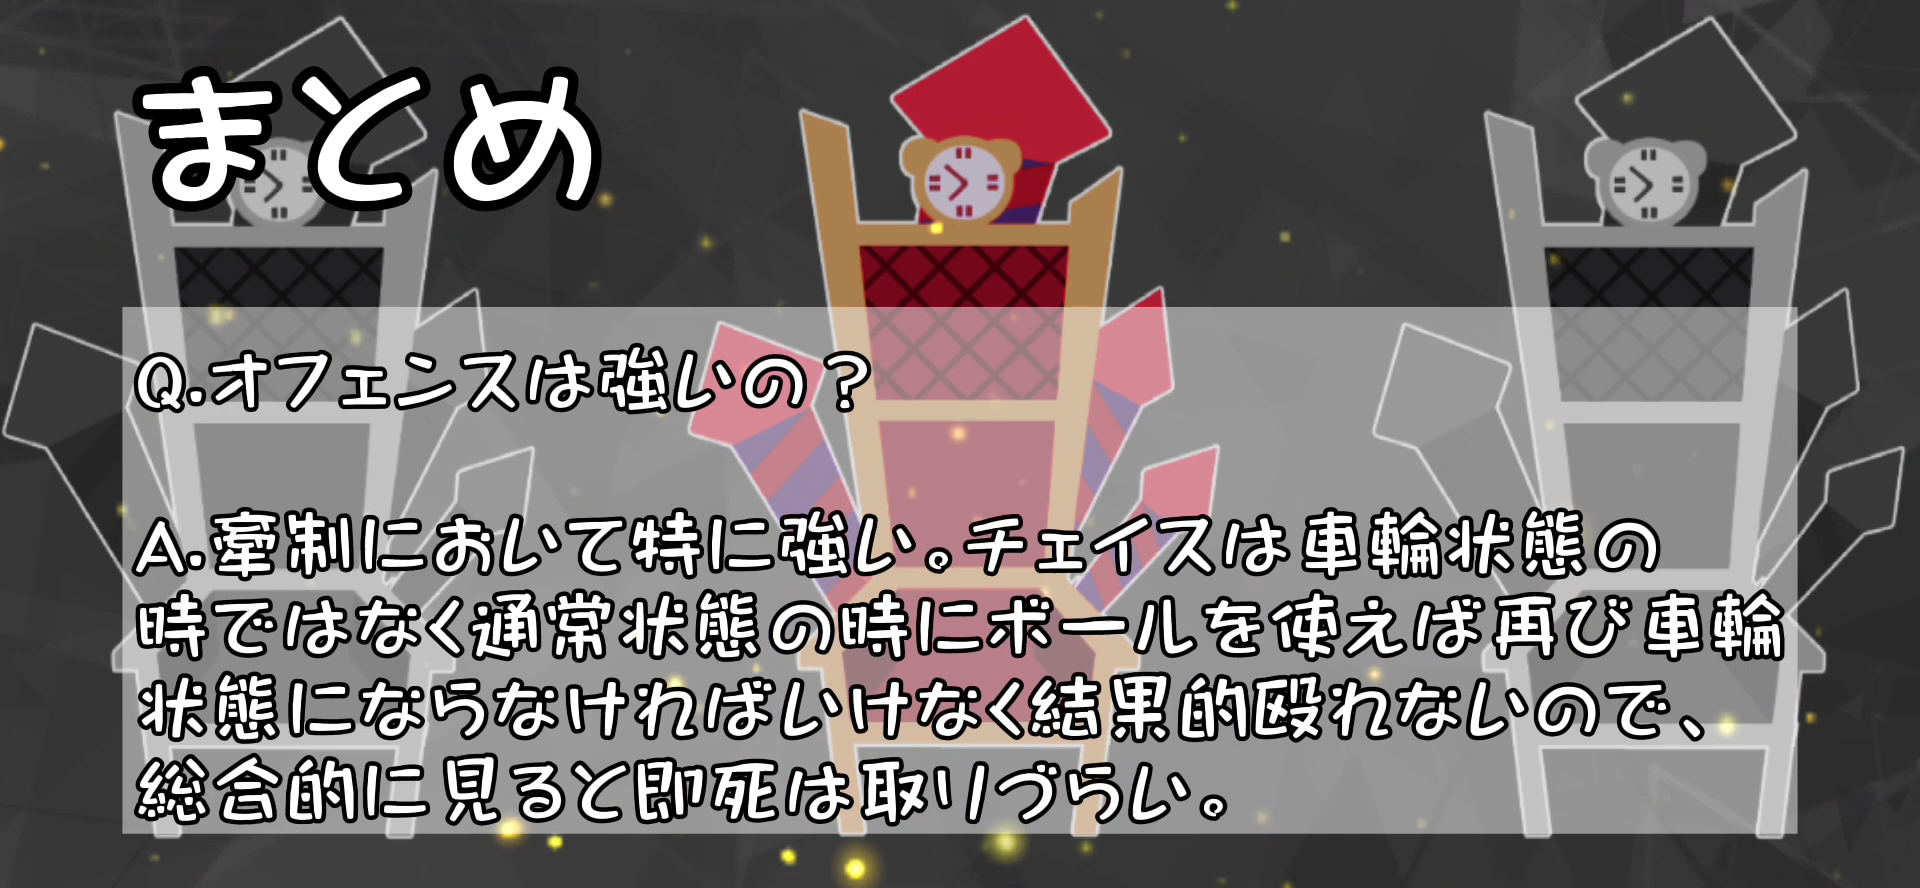 まとめ
Q.オフェンスは強いの？
A.牽制において特に強い。チェイスは車輪状態の
時ではなく通常状態の時にボールを使えば再び車輪
状態にならなければいけなく結果的殴れないので、
総合的に見ると即死は取りづらい。